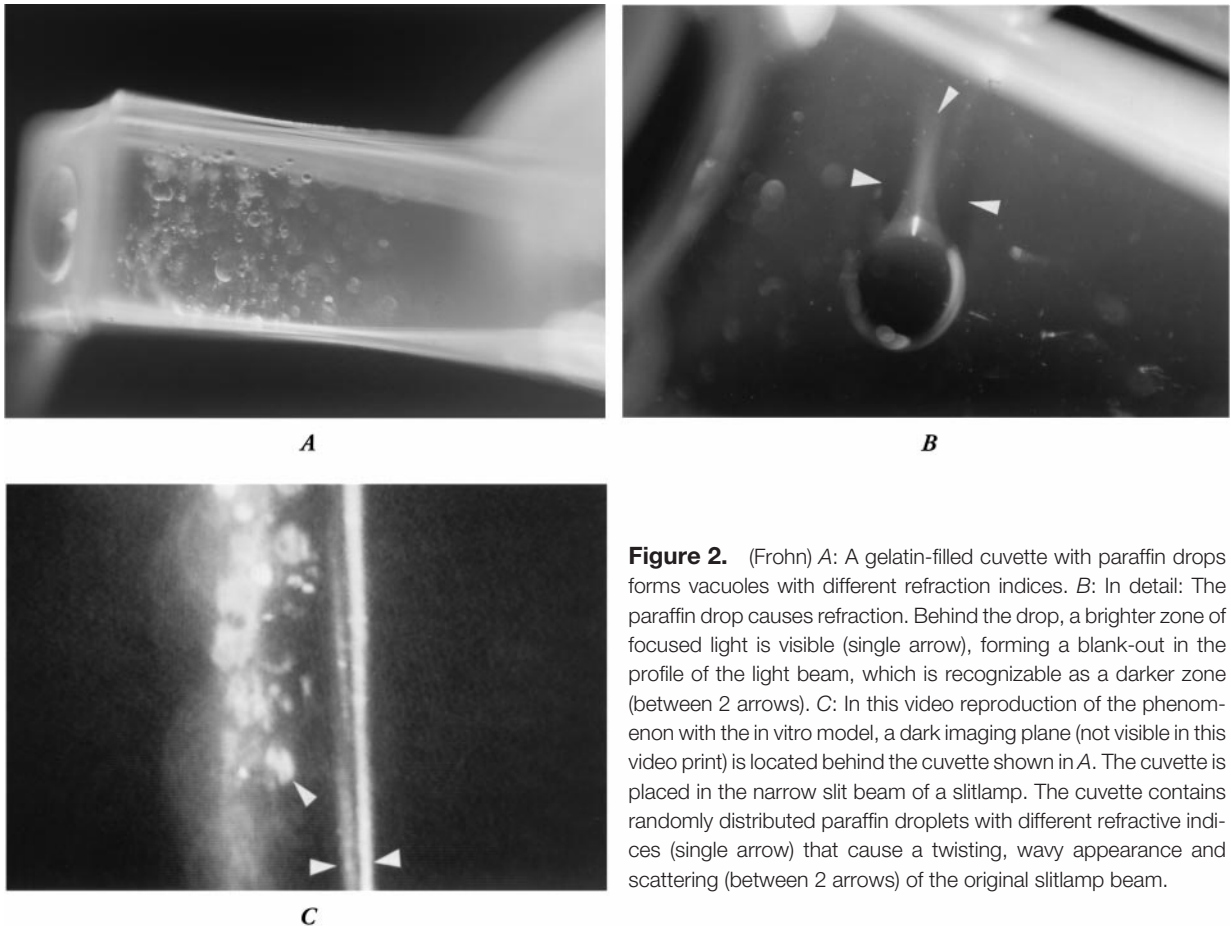 A
B
Figure 2. (Frohn) A: A gelatin-filled cuvette with paraffin drops
forms vacuoles with different refraction indices. B: In detail: The
paraffin drop causes refraction. Behind the drop, a brighter zone of
focused light is visible (single arrow), forming a blank-out in the
profile of the light beam, which is recognizable as a darker zone
(between 2 arrows). C: In this video reproduction of the phenom-
enon with the in vitro model, a dark imaging plane (not visible in this
video print) is located behind the cuvette shown in A. The cuvette is
placed in the narrow slit beam of a slitlamp. The cuvette contains
randomly distributed paraffin droplets with different refractive indi-
ces (single arrow) that cause a twisting, wavy appearance and
scattering (between 2 arrows) of the original slitlamp beam.
C